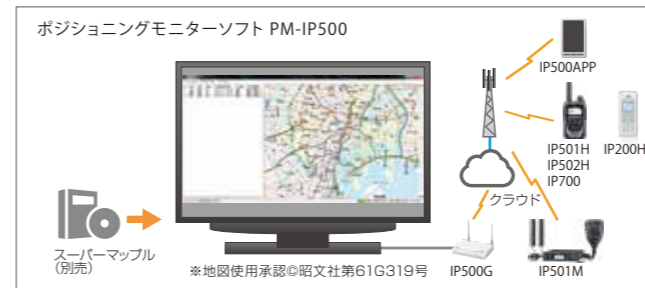 ポジショニングモニターソフト PM-IP500
IP500APP
IP501H
IP502H
IP700
IP200H
クラウド
スーパーマップル
（別売）
※地図使用承認©昭文社第61G319号
IP500G
IP501M